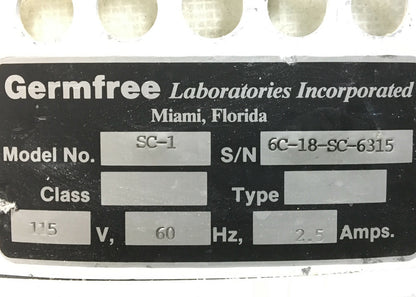 Germfree Laboratories Incorporated
Miami, Florida
Model No. SC-1 S/N 6C-18-SC-6315
Class Type
115 V, 60 Hz, 2.5 Amps.